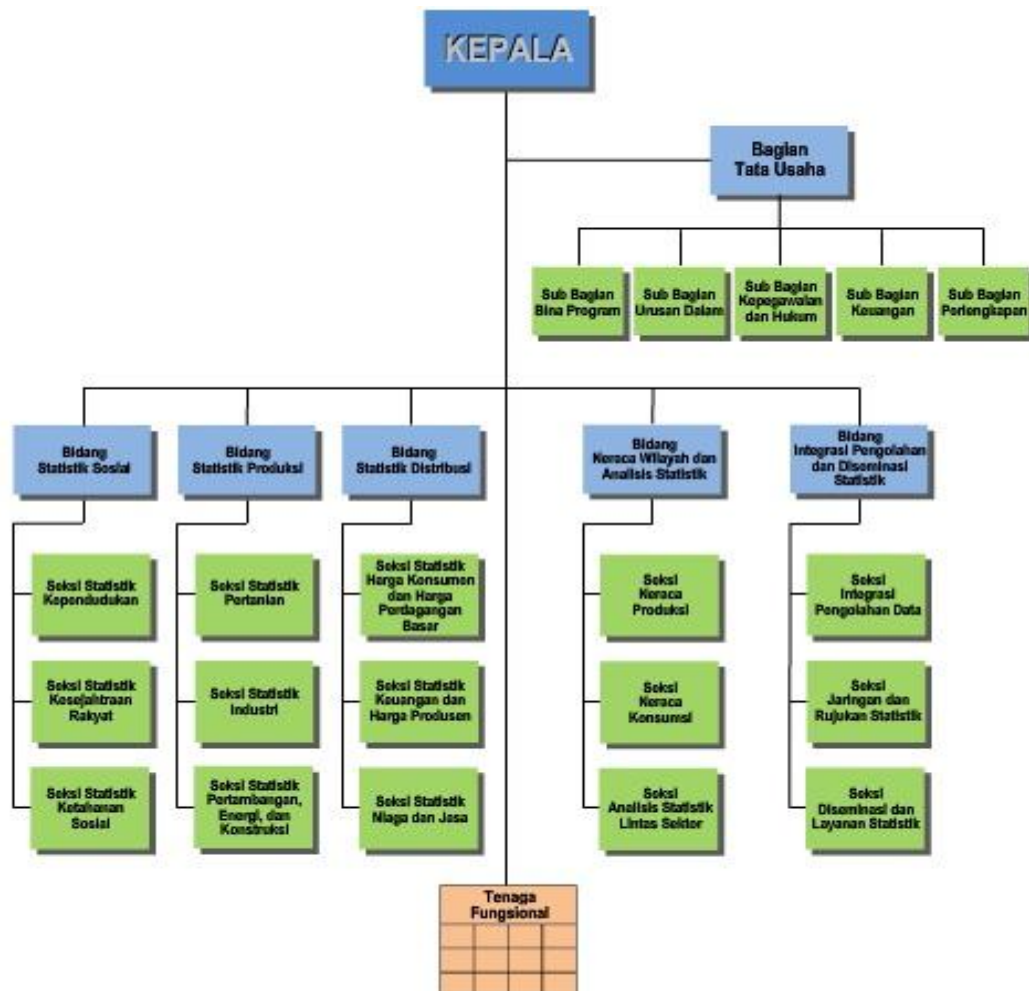 KEPALA
Bagian
Tata Usaha
Sub Bagian
Bina Program
Sub Bagian
Urusan Dalam
Sub Bagian
Kepegawaian
dan Hukum
Sub Bagian
Keuangan
Sub Bagian
Perlengkapan
Bidang
Statistik Sosial
Bidang
Statistik Produksi
Bidang
Statistik Distribusi
Bidang
Neraca Wilayah dan
Analisis Statistik
Bidang
Integrasi Pengolahan
dan Diseminasi
Statistik
Seksi Statistik
Kependudukan
Seksi Statistik
Pertanian
Seksi Statistik
Harga Konsumen
dan Harga
Perdagangan
Besar
Seksi
Neraca
Produksi
Seksi
Integrasi
Pengolahan Data
Seksi Statistik
Kesejahtraan
Rakyat
Seksi Statistik
Industri
Seksi Statistik
Keuangan dan
Harga Produsen
Seksi
Neraca
Konsumsi
Seksi
Jaringan dan
Rujukan Statistik
Seksi Statistik
Ketahanan
Sosial
Seksi Statistik
Pertambangan,
Energi, dan
Konstruksi
Seksi Statistik
Niaga dan Jasa
Seksi
Analisis Statistik
Lintas Sektor
Seksi
Diseminasi dan
Layanan Statistik
Tenaga
Fungsional